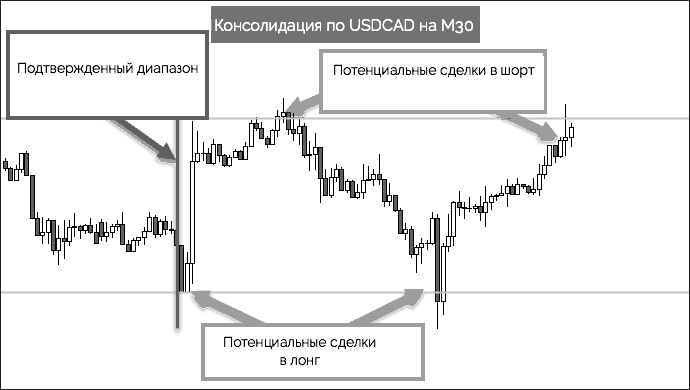 Консолидация по USDCAD на M30
Подтвержденный диапазон
Потенциальные сделки в шорт
Потенциальные сделки
в лонг